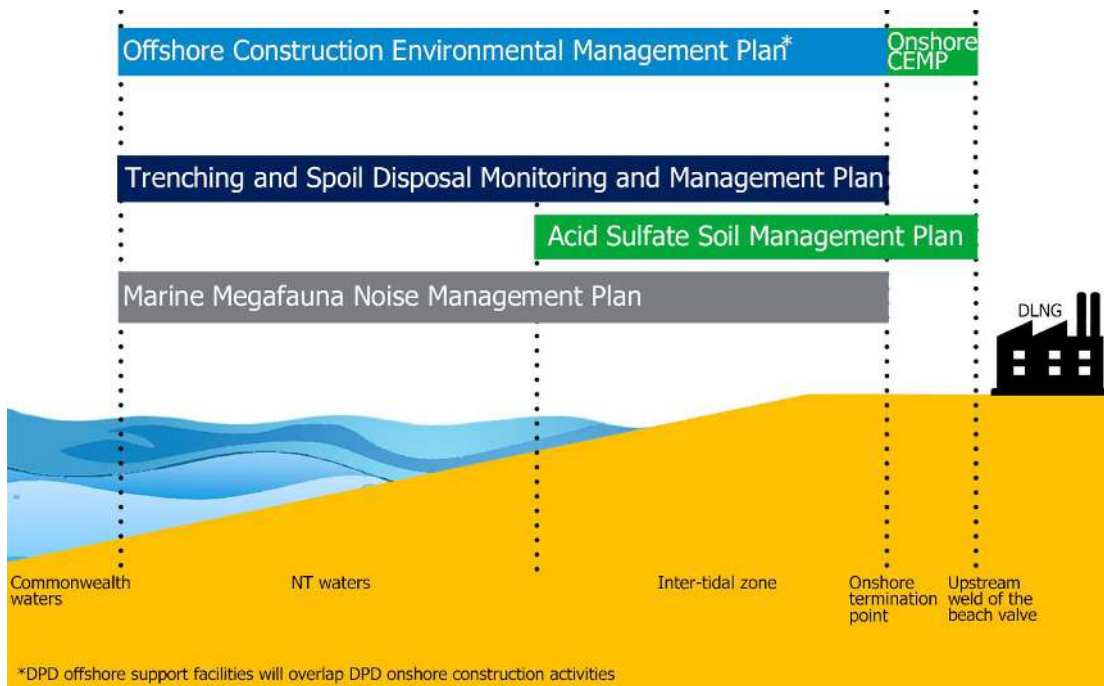 Offshore Construction Environmental Management Plan*
Onshore
CEMP
Trenching and Spoil Disposal Monitoring and Management Plan
Acid Sulfate Soil Management Plan
Marine Megafauna Noise Management Plan
DLNG
Commonwealth
waters
NT waters
Inter-tidal zone
Onshore
termination
point
Upstream
weld of the
beach valve
*DPD offshore support facilities will overlap DPD onshore construction activities